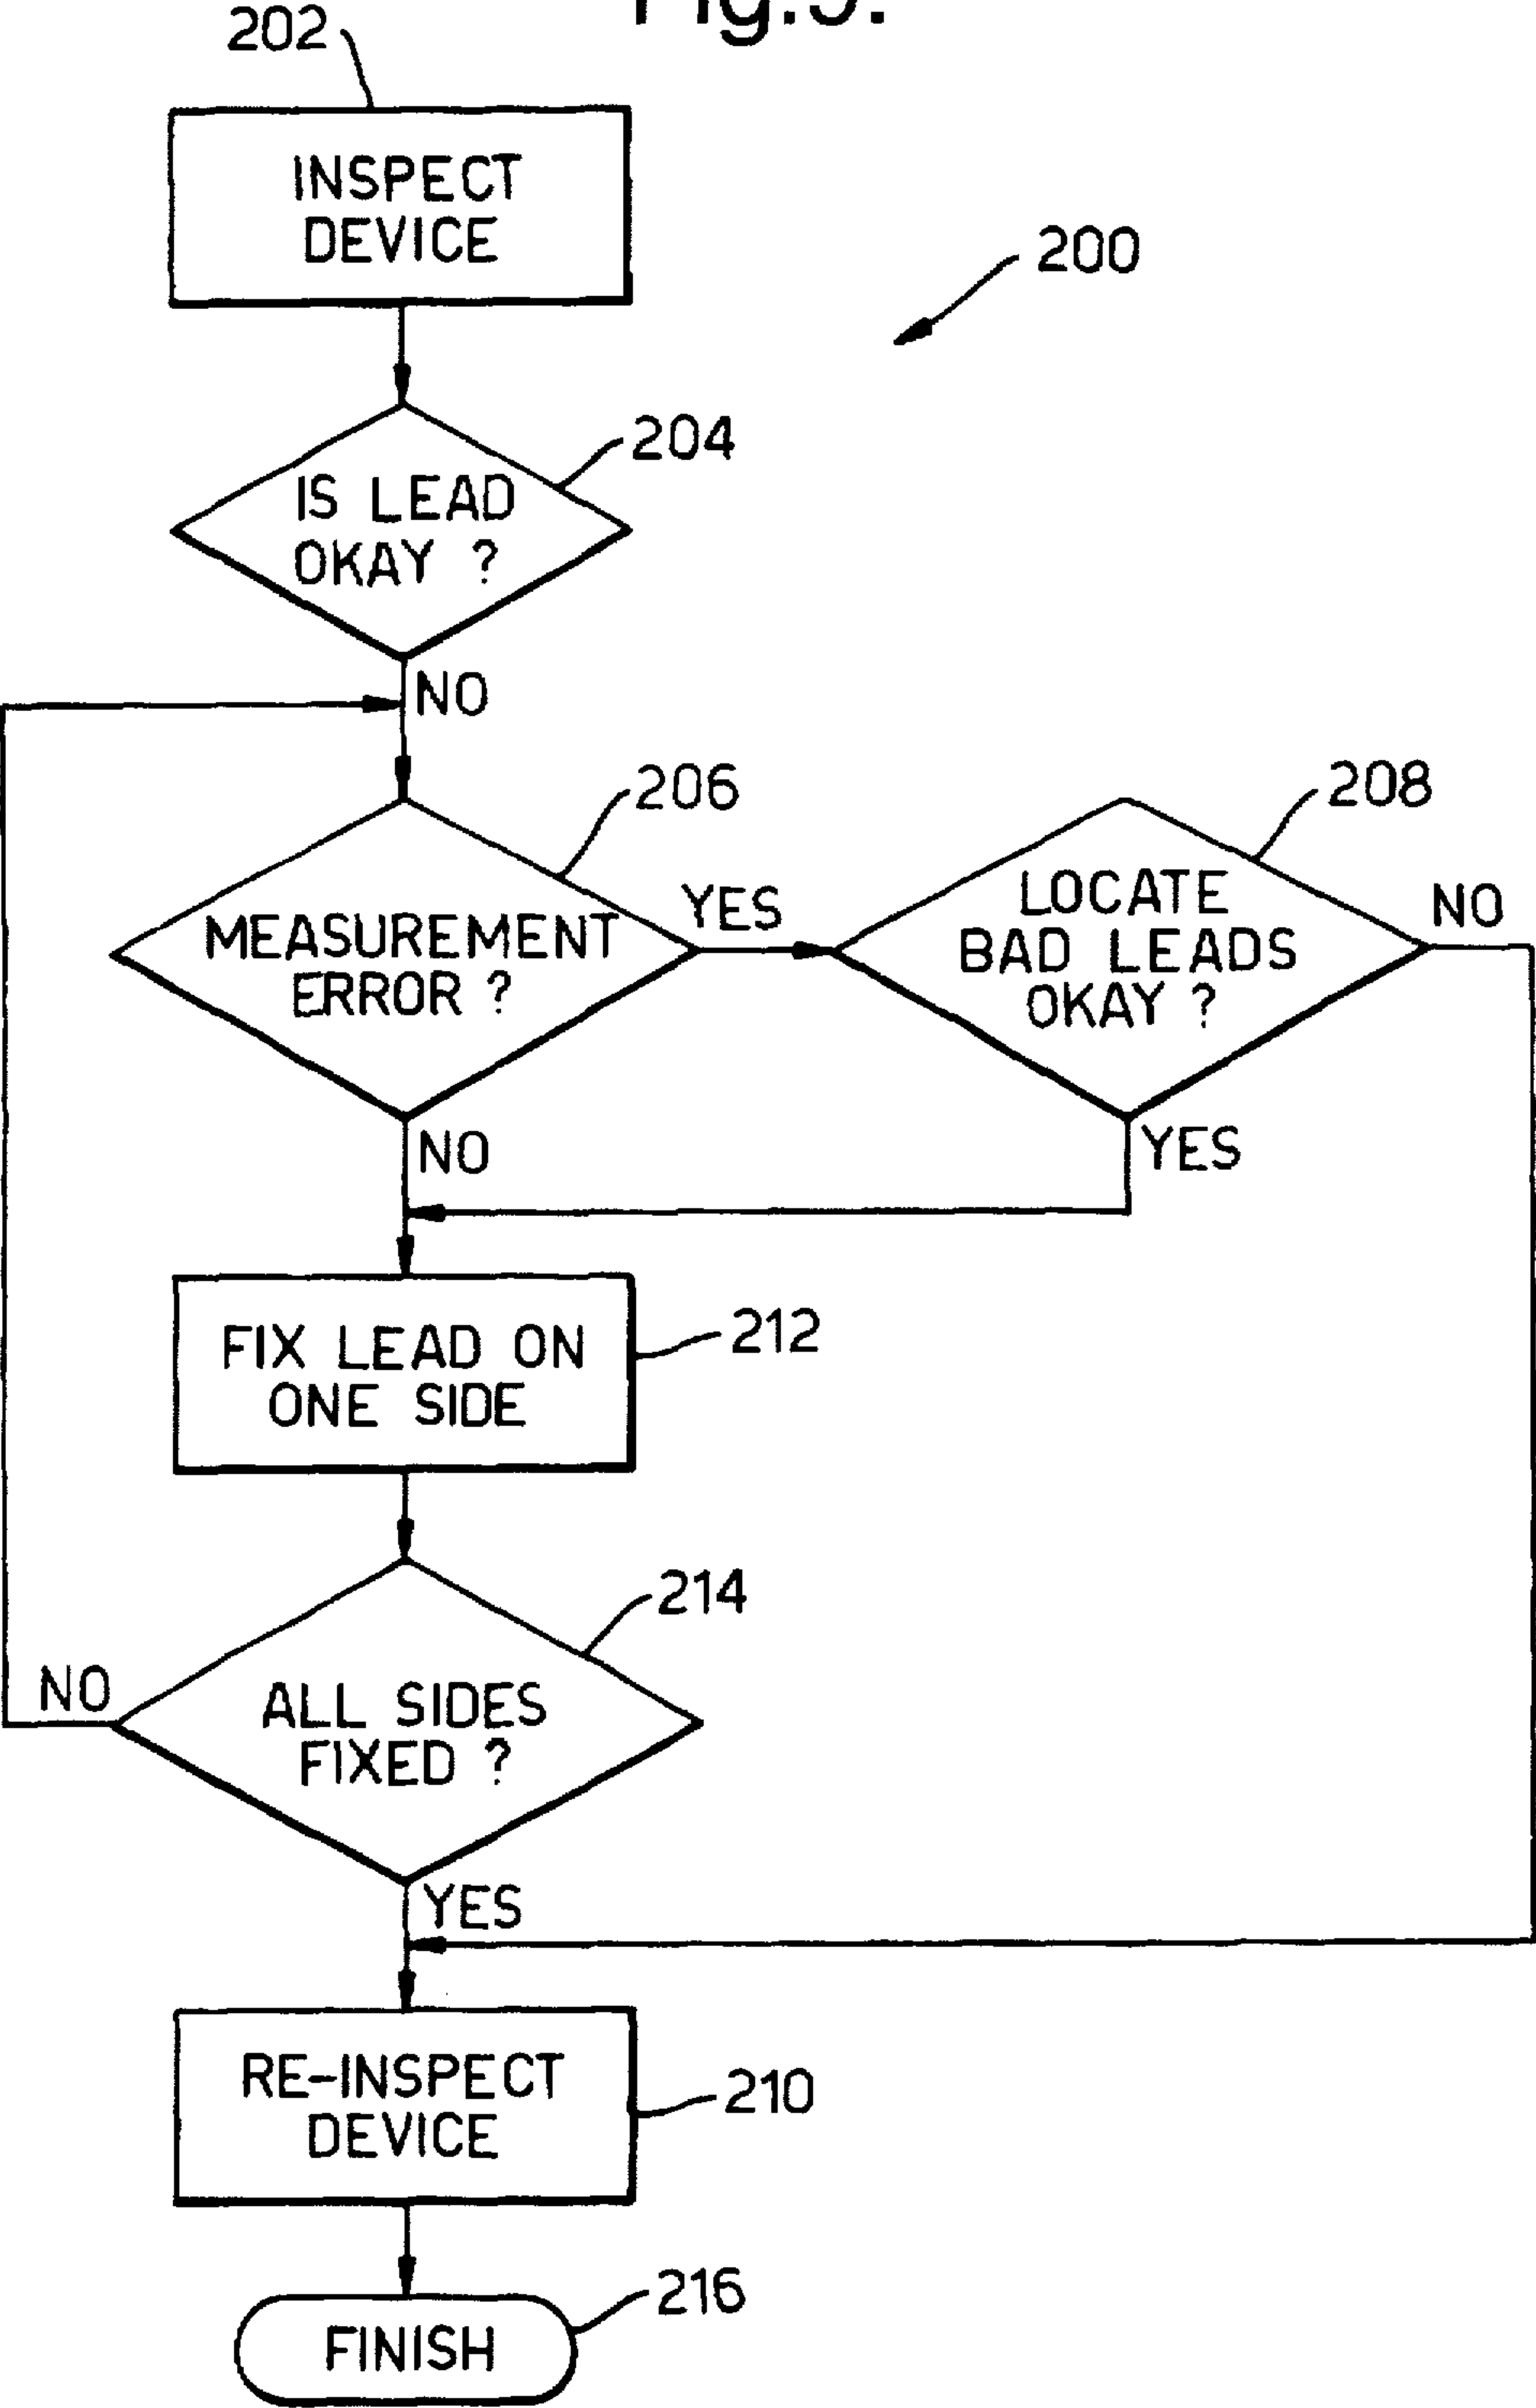 202
INSPECT
DEVICE
200
204
IS LEAD
OKAY ?
NO
206
MEASUREMENT
ERROR ?
YES
208
LOCATE
BAD LEADS
OKAY ?
NO
NO
YES
FIX LEAD ON
ONE SIDE
212
214
ALL SIDES
FIXED ?
NO
YES
RE-INSPECT
DEVICE
210
216
FINISH